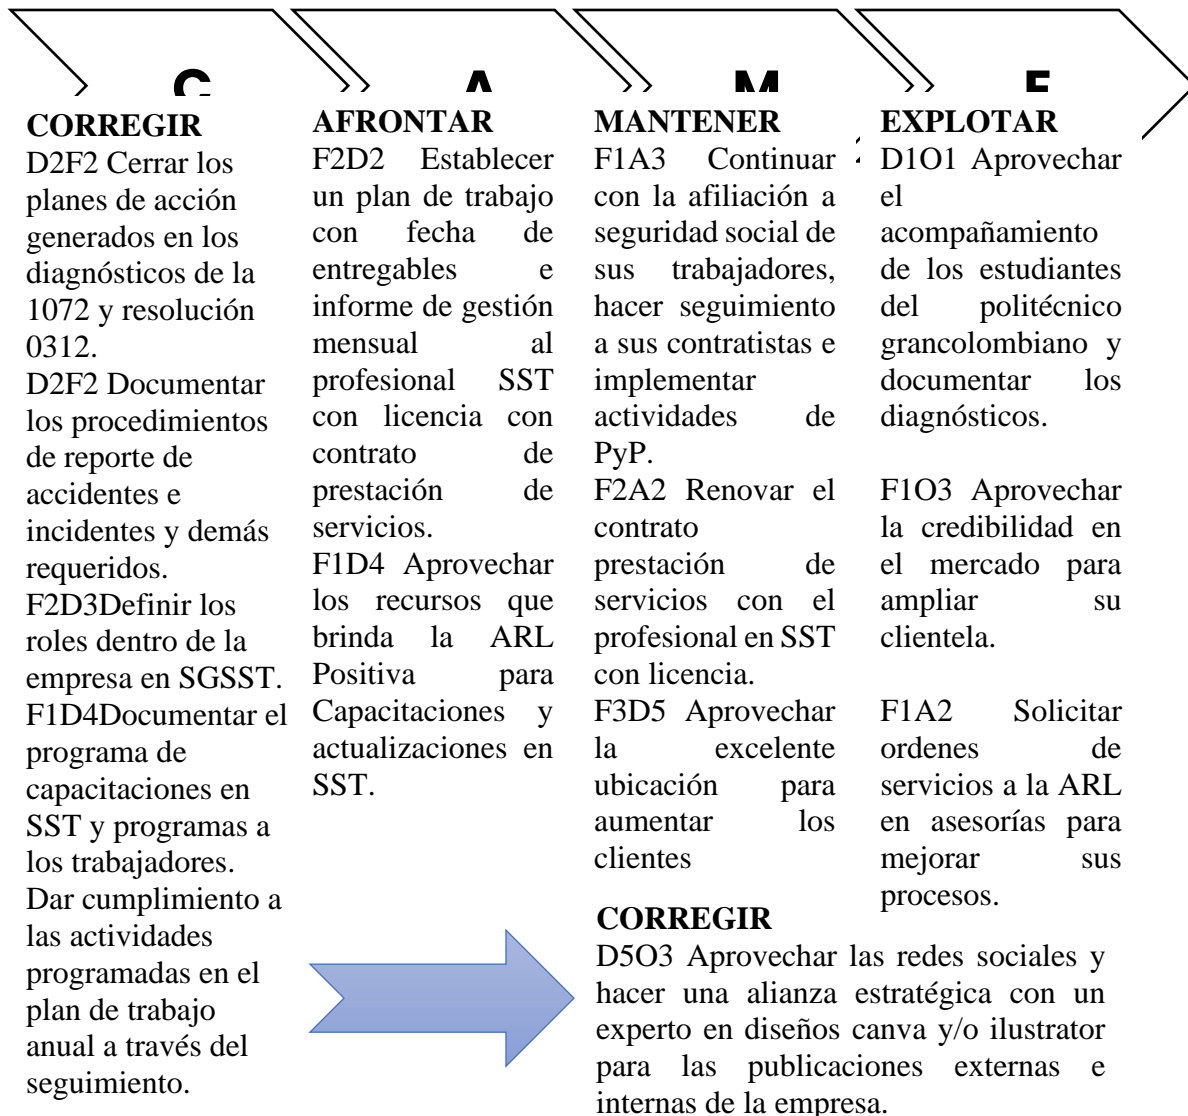 C
A
M
E
CORREGIR
D2F2 Cerrar los
planes de acción
generados en los
diagnósticos de la
1072 y resolución
0312.
D2F2 Documentar
los procedimientos
de reporte de
accidentes e
incidentes y demás
requeridos.
F2D3Definir los
roles dentro de la
empresa en SGSST.
F1D4Documentar el
programa de
capacitaciones en
SST y programas a
los trabajadores.
Dar cumplimiento a
las actividades
programadas en el
plan de trabajo
anual a través del
seguimiento.
AFRONTAR
F2D2 Establecer
un plan de trabajo
con fecha de
entregables e
informe de gestión
mensual al
profesional SST
con licencia con
contrato de
prestación de
servicios.
F1D4 Aprovechar
los recursos que
brinda la ARL
Positiva para
Capacitaciones y
actualizaciones en
SST.
MANTENER
F1A3 Continuar
con la afiliación a
seguridad social de
sus trabajadores,
hacer seguimiento
a sus contratistas e
implementar
actividades de
PyP.
F2A2 Renovar el
contrato
prestación de
servicios con el
profesional en SST
con licencia.
F3D5 Aprovechar
la excelente
ubicación para
aumentar los
clientes
EXPLOTAR
D1O1 Aprovechar
el
acompañamiento
de los estudiantes
del politécnico
grancolombiano y
documentar los
diagnósticos.
F1O3 Aprovechar
la credibilidad en
el mercado para
ampliar su
clientela.
F1A2 Solicitar
ordenes de
servicios a la ARL
en asesorías para
mejorar sus
procesos.
CORREGIR
D5O3 Aprovechar las redes sociales y
hacer una alianza estratégica con un
experto en diseños canva y/o ilustrator
para las publicaciones externas e
internas de la empresa.